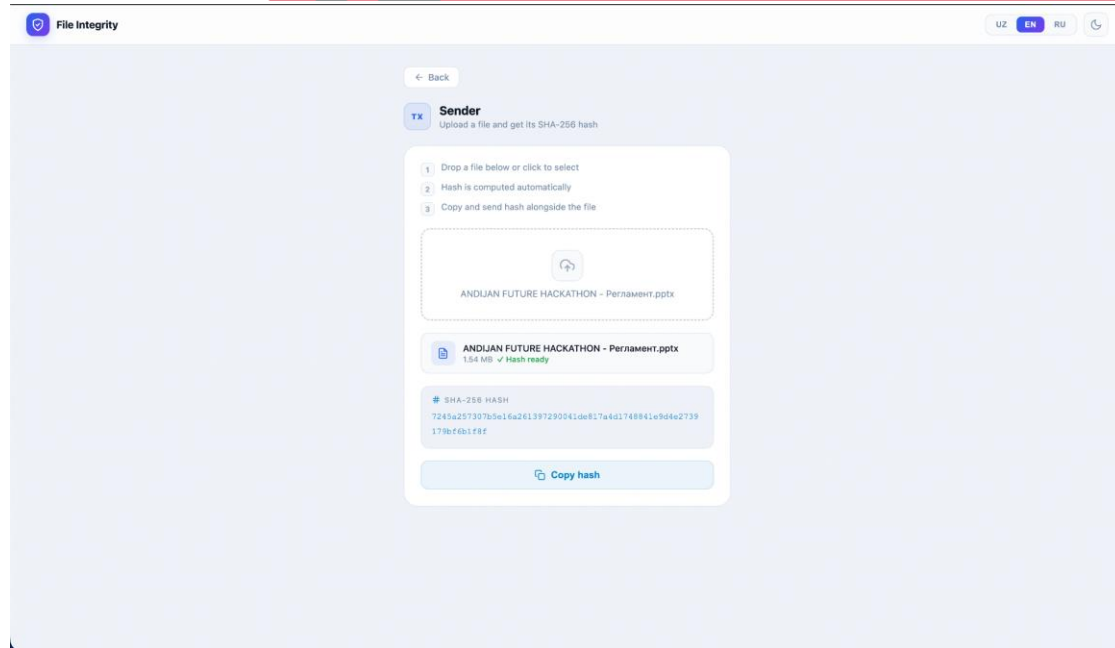 File Integrity
UZ EN RU
← Back
TX
Sender
Upload a file and get its SHA-256 hash
1 Drop a file below or click to select
2 Hash is computed automatically
3 Copy and send hash alongside the file
ANDIJAN FUTURE HACKATHON - Регламент.pptx
ANDIJAN FUTURE HACKATHON - Регламент.pptx
1.54 MB ✓ Hash ready
# SHA-256 HASH
7245a257307b5e16a261397290041de817a4d1748841e9d4e2739
179bf6b1f8f
Copy hash